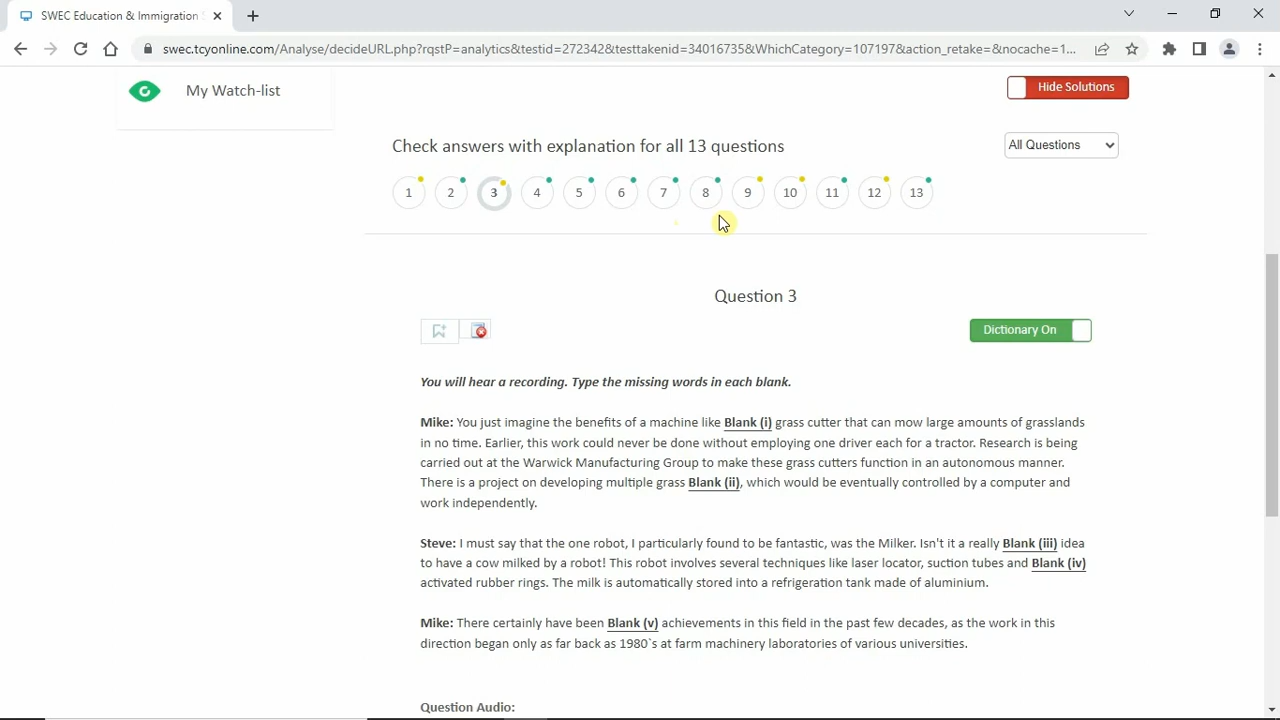 SWEC Education & Immigration S
swec.tcyonline.com/Analyse/decideURL.php?rqstP=analytics&testid=272342&testtakenid=34016735&WhichCategory=107197&action_retake=&nocache=1...
My Watch-list
Hide Solutions
Check answers with explanation for all 13 questions
All Questions
1 2 3 4 5 6 7 8 9 10 11 12 13
Question 3
Dictionary On
You will hear a recording. Type the missing words in each blank.
Mike: You just imagine the benefits of a machine like Blank (i) grass cutter that can mow large amounts of grasslands
in no time. Earlier, this work could never be done without employing one driver each for a tractor. Research is being
carried out at the Warwick Manufacturing Group to make these grass cutters function in an autonomous manner.
There is a project on developing multiple grass Blank (ii), which would be eventually controlled by a computer and
work independently.
Steve: I must say that the one robot, I particularly found to be fantastic, was the Milker. Isn't it a really Blank (iii) idea
to have a cow milked by a robot! This robot involves several techniques like laser locator, suction tubes and Blank (iv)
activated rubber rings. The milk is automatically stored into a refrigeration tank made of aluminium.
Mike: There certainly have been Blank (v) achievements in this field in the past few decades, as the work in this
direction began only as far back as 1980`s at farm machinery laboratories of various universities.
Question Audio: